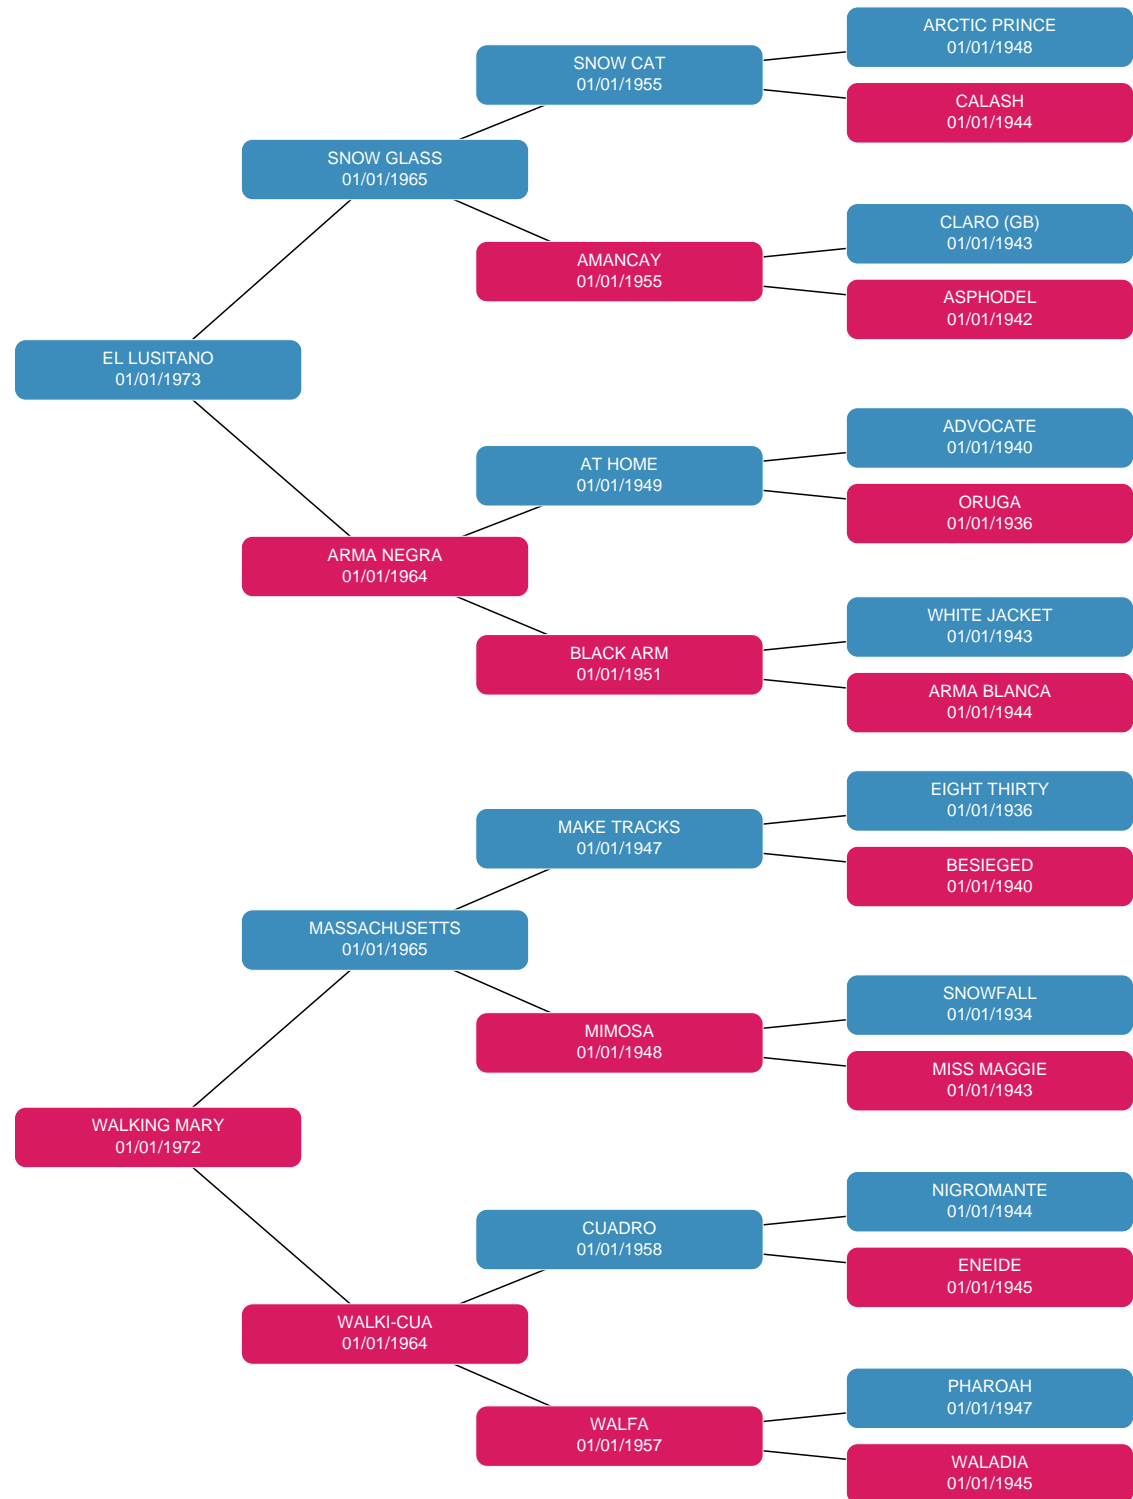 ARCTIC PRINCE
01/01/1948
SNOW CAT
01/01/1955
CALASH
01/01/1944
SNOW GLASS
01/01/1965
CLARO (GB)
01/01/1943
AMANCAY
01/01/1955
ASPHODEL
01/01/1942
EL LUSITANO
01/01/1973
ADVOCATE
01/01/1940
AT HOME
01/01/1949
ORUGA
01/01/1936
ARMA NEGRA
01/01/1964
WHITE JACKET
01/01/1943
BLACK ARM
01/01/1951
ARMA BLANCA
01/01/1944
EIGHT THIRTY
01/01/1936
MAKE TRACKS
01/01/1947
BESIEGED
01/01/1940
MASSACHUSETTS
01/01/1965
SNOWFALL
01/01/1934
MIMOSA
01/01/1948
MISS MAGGIE
01/01/1943
WALKING MARY
01/01/1972
NIGROMANTE
01/01/1944
CUADRO
01/01/1958
ENEIDE
01/01/1945
WALKI-CUA
01/01/1964
PHAROAH
01/01/1947
WALFA
01/01/1957
WALADIA
01/01/1945